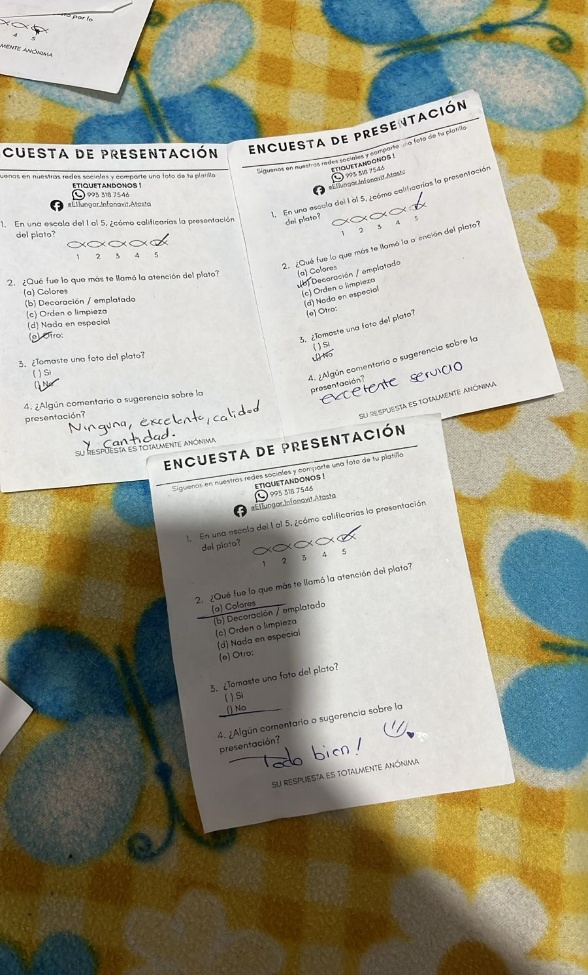 por lo
4 5
MENTE ANÓNIMA
CUESTA DE PRESENTACIÓN
uenos en nuestras redes sociales y comparte una foto de tu platillo
ETIQUETANDONOS !
993 318 7546
@Ellungar.Infonavit.Atasta
1. En una escala del 1 al 5, ¿cómo calificarías la presentación
del plato?
1 2 3 4 5
2. ¿Qué fue lo que más te llamó la atención del plato?
(a) Colores
(b) Decoración / emplatado
(c) Orden o limpieza
(d) Nada en especial
(e) Otro:
3. ¿Tomaste una foto del plato?
( ) Si
( ) No
4. ¿Algún comentario o sugerencia sobre la
presentación?
Ninguna, excelente, calidad
y cantidad.
SU RESPUESTA ES TOTALMENTE ANÓNIMA
ENCUESTA DE PRESENTACIÓN
Siguenos en nuestras redes sociales y comparte una foto de tu platillo
ETIQUETANDONOS !
993 318 7546
@Ellungar.Infonavit.Atasta
1. En una escala del 1 al 5, ¿cómo calificarías la presentación
del plato?
1 2 3 4 5
2. ¿Qué fue lo que más te llamó la atención del plato?
(a) Colores
(b) Decoración / emplatado
(c) Orden o limpieza
(d) Nada en especial
(e) Otro:
3. ¿Tomaste una foto del plato?
( ) Si
( ) No
4. ¿Algún comentario o sugerencia sobre la
presentación?
excelente servicio
SU RESPUESTA ES TOTALMENTE ANÓNIMA
ENCUESTA DE PRESENTACIÓN
Siguenos en nuestras redes sociales y comparte una foto de tu platillo
ETIQUETANDONOS !
993 318 7546
@Ellungar.Infonavit.Atasta
1. En una escala del 1 al 5, ¿cómo calificarías la presentación
del plato?
1 2 3 4 5
2. ¿Qué fue lo que más te llamó la atención del plato?
(a) Colores
(b) Decoración / emplatado
(c) Orden o limpieza
(d) Nada en especial
(e) Otro:
3. ¿Tomaste una foto del plato?
( ) Si
( ) No
4. ¿Algún comentario o sugerencia sobre la
presentación?
Todo bien!
SU RESPUESTA ES TOTALMENTE ANÓNIMA